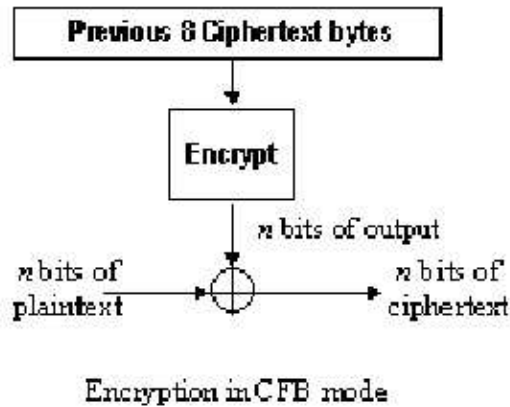 Previous 8 Ciphertext bytes
Encrypt
n bits of output
n bits of
plaintext
n bits of
ciphertext
Encryption in CFB mode